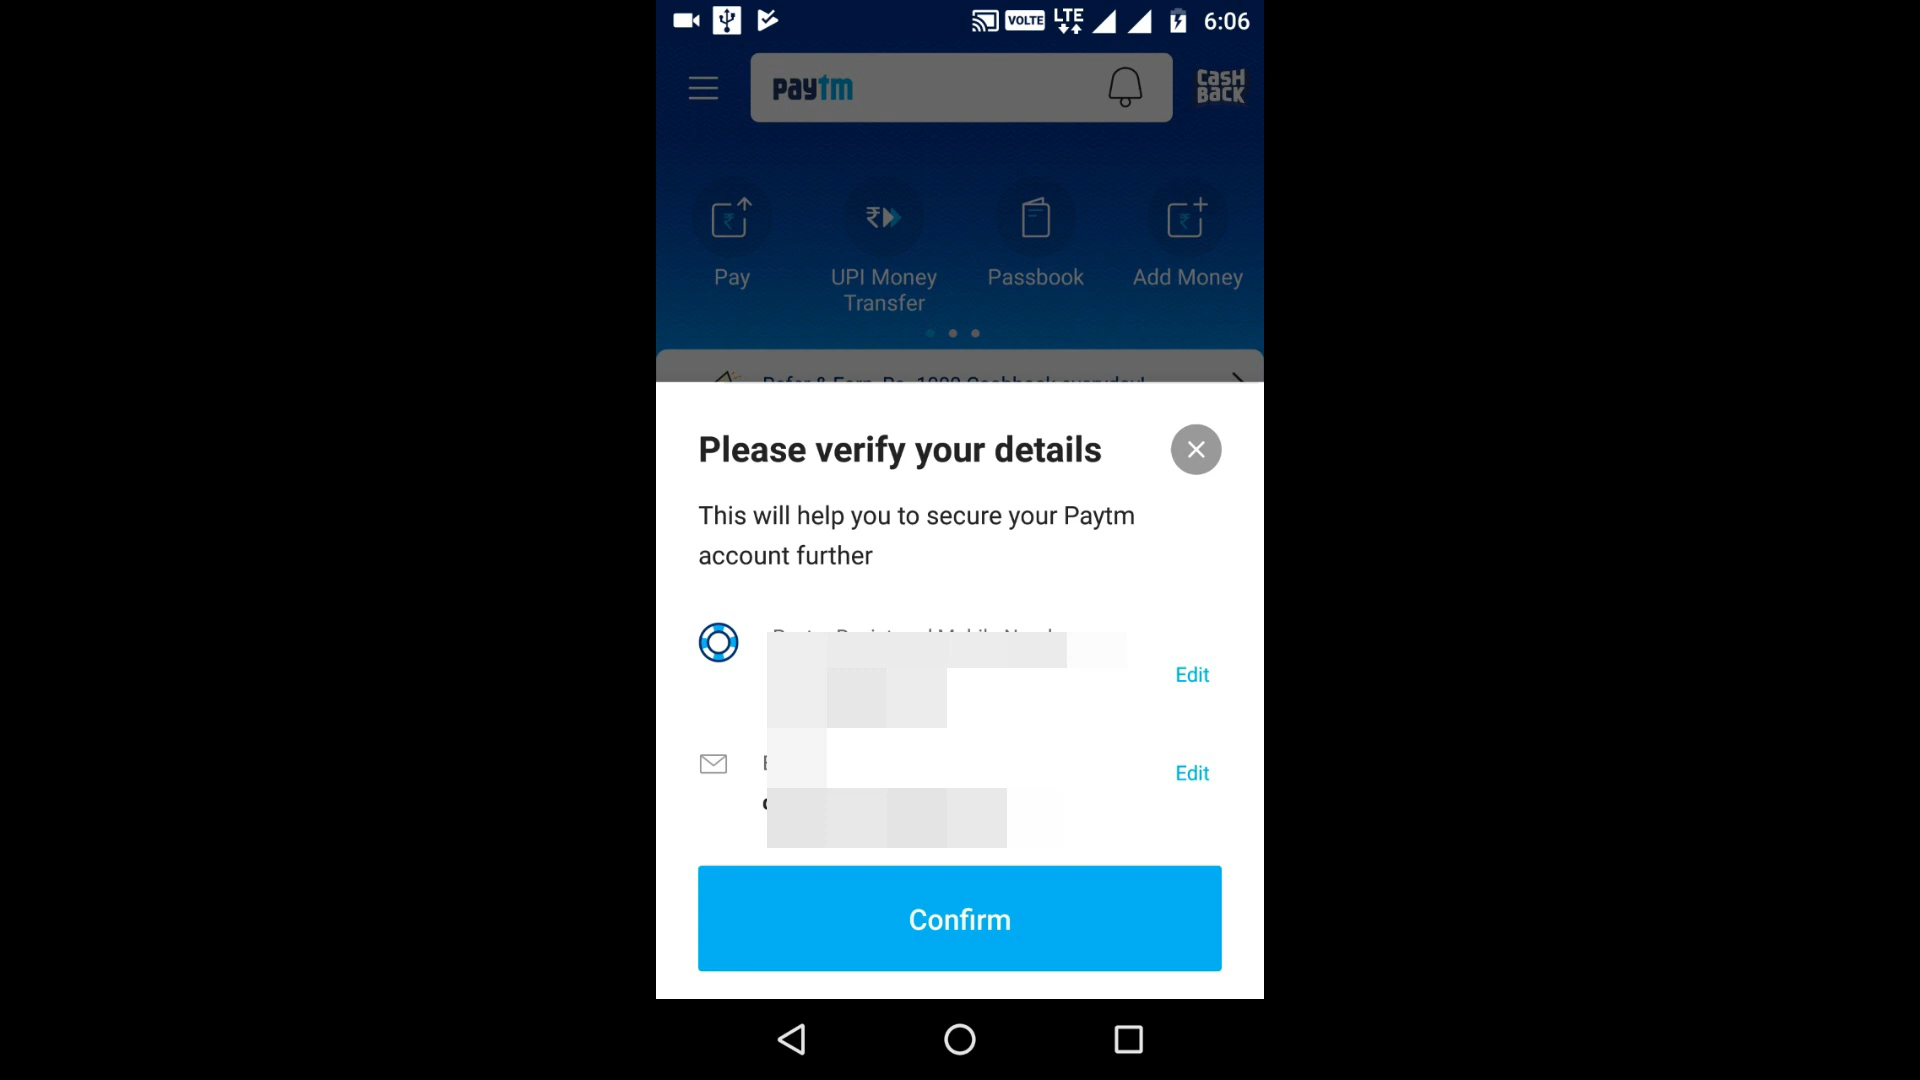 VOLTE LTE 6:06
paytm
CASH
BACK
Pay
UPI Money
Transfer
Passbook
Add Money
Please verify your details
This will help you to secure your Paytm
account further
Edit
Edit
Confirm